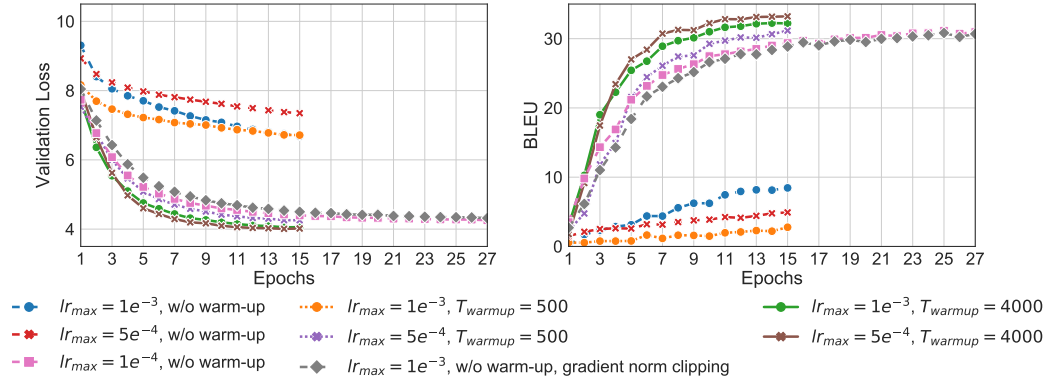 10
8
6
4
Validation Loss
1 3 5 7 9 11 13 15 17 19 21 23 25 27
Epochs
30
20
10
0
BLEU
1 3 5 7 9 11 13 15 17 19 21 23 25 27
Epochs
lr_max = 1e⁻³, w/o warm-up
lr_max = 5e⁻⁴, w/o warm-up
lr_max = 1e⁻⁴, w/o warm-up
lr_max = 1e⁻³, T_warmup = 500
lr_max = 5e⁻⁴, T_warmup = 500
lr_max = 1e⁻³, w/o warm-up, gradient norm clipping
lr_max = 1e⁻³, T_warmup = 4000
lr_max = 5e⁻⁴, T_warmup = 4000